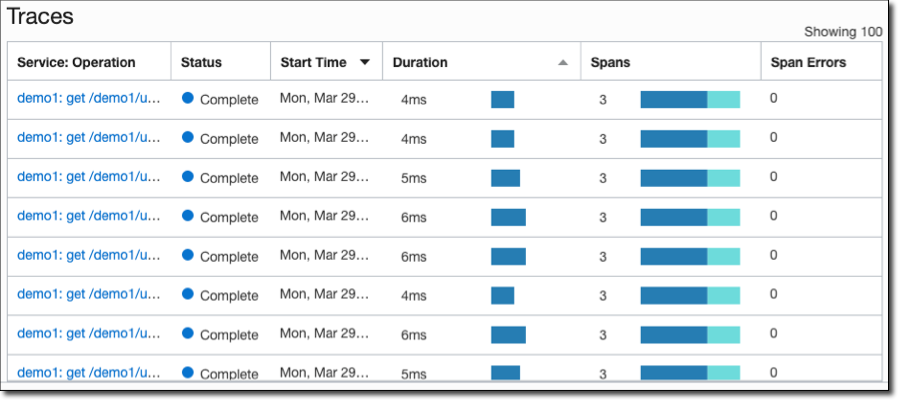 Traces
Showing 100
Service: Operation Status Start Time Duration Spans Span Errors
demo1: get /demo1/u... Complete Mon, Mar 29... 4ms 3 0
demo1: get /demo1/u... Complete Mon, Mar 29... 4ms 3 0
demo1: get /demo1/u... Complete Mon, Mar 29... 5ms 3 0
demo1: get /demo1/u... Complete Mon, Mar 29... 6ms 3 0
demo1: get /demo1/u... Complete Mon, Mar 29... 6ms 3 0
demo1: get /demo1/u... Complete Mon, Mar 29... 4ms 3 0
demo1: get /demo1/u... Complete Mon, Mar 29... 6ms 3 0
demo1: get /demo1/u... Complete Mon, Mar 29... 5ms 3 0